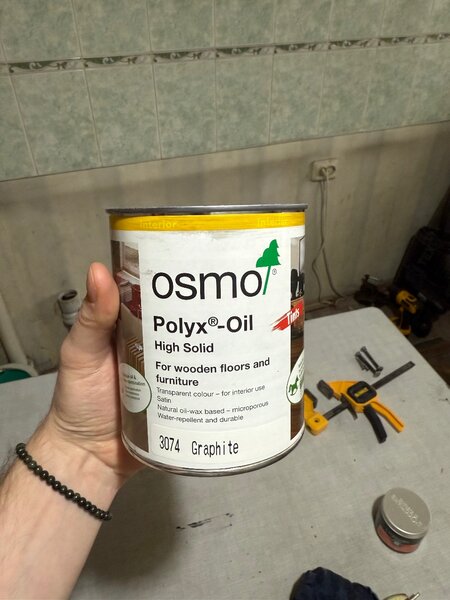 interior
osmo
®
Polyx®-Oil
High Solid
Tints
For wooden floors and
furniture
Transparent colour – for interior use
Satin
Natural oil-wax based – microporous
Water-repellent and durable
3074 Graphite